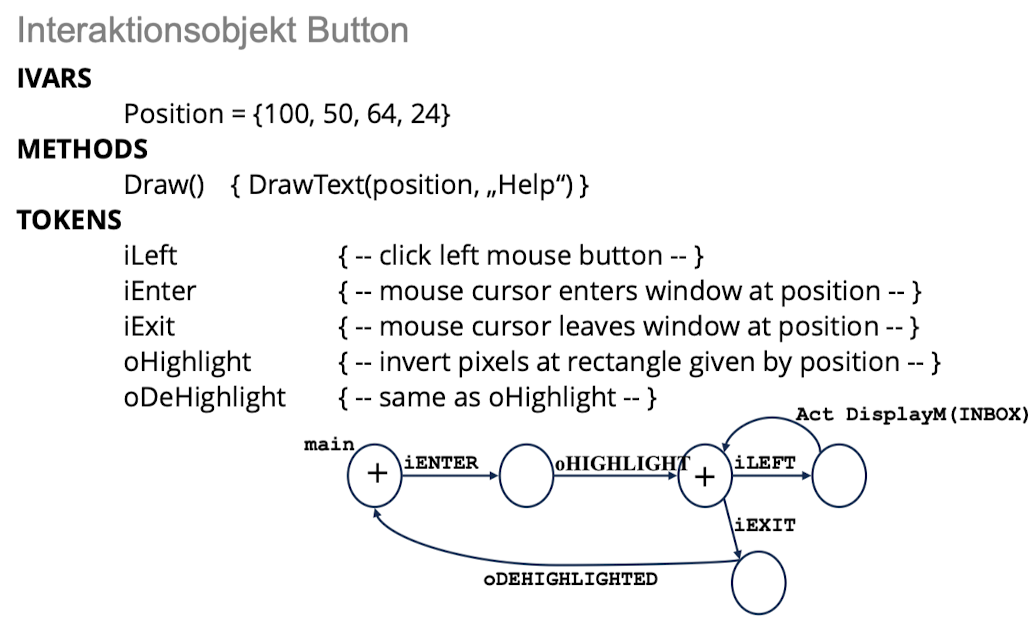 Interaktionsobjekt Button
IVARS
Position = {100, 50, 64, 24}
METHODS
Draw() { DrawText(position, „Help“) }
TOKENS
iLeft { -- click left mouse button -- }
iEnter { -- mouse cursor enters window at position -- }
iExit { -- mouse cursor leaves window at position -- }
oHighlight { -- invert pixels at rectangle given by position -- }
oDeHighlight { -- same as oHighlight -- }
Act DisplayM(INBOX)
main
+ iENTER oHIGHLIGHT + iLEFT
iEXIT
oDEHIGHLIGHTED